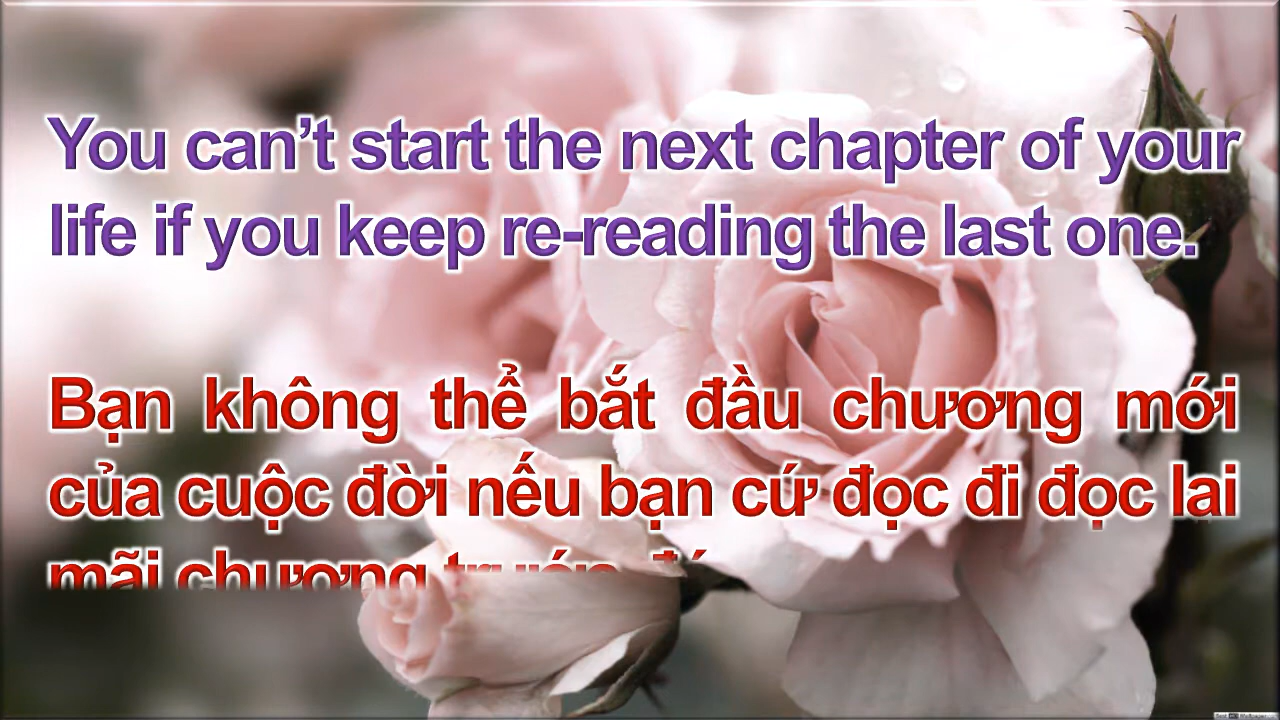 You can’t start the next chapter of your
life if you keep re-reading the last one.
Bạn không thể bắt đầu chương mới
của cuộc đời nếu bạn cứ đọc đi đọc lại
mãi chương